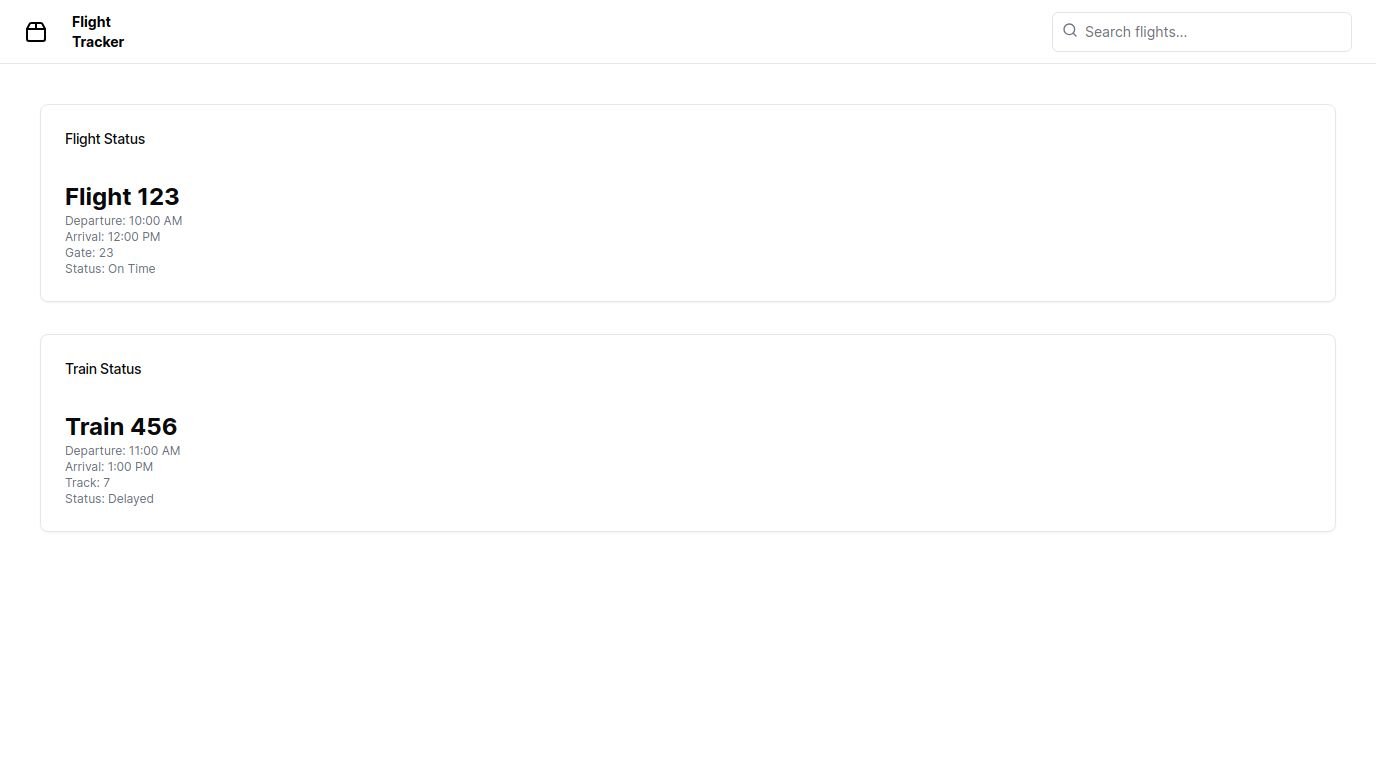 Flight
Tracker
Search flights...
Flight Status
Flight 123
Departure: 10:00 AM
Arrival: 12:00 PM
Gate: 23
Status: On Time
Train Status
Train 456
Departure: 11:00 AM
Arrival: 1:00 PM
Track: 7
Status: Delayed